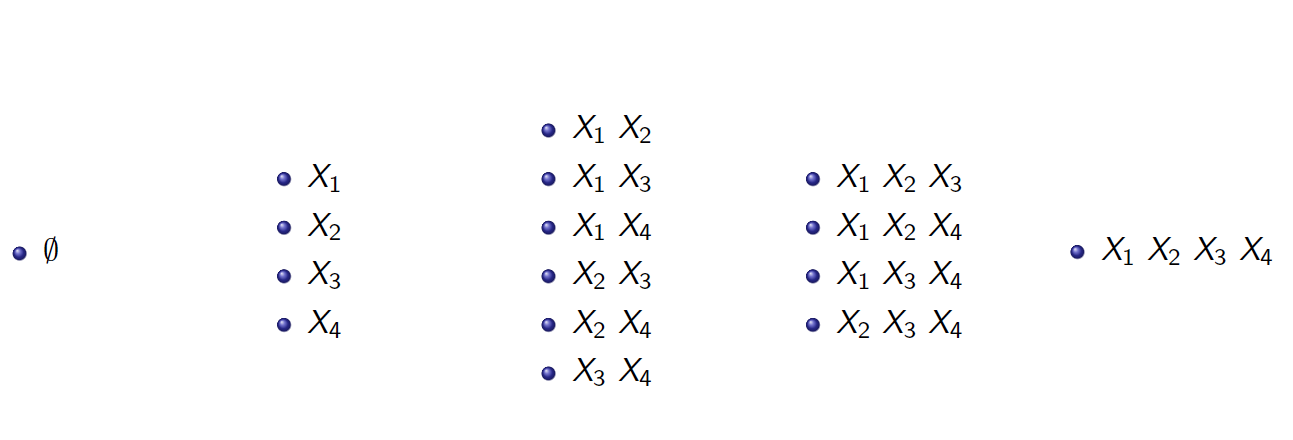 • ∅
• X₁
• X₂
• X₃
• X₄
• X₁ X₂
• X₁ X₃
• X₁ X₄
• X₂ X₃
• X₂ X₄
• X₃ X₄
• X₁ X₂ X₃
• X₁ X₂ X₄
• X₁ X₃ X₄
• X₂ X₃ X₄
• X₁ X₂ X₃ X₄